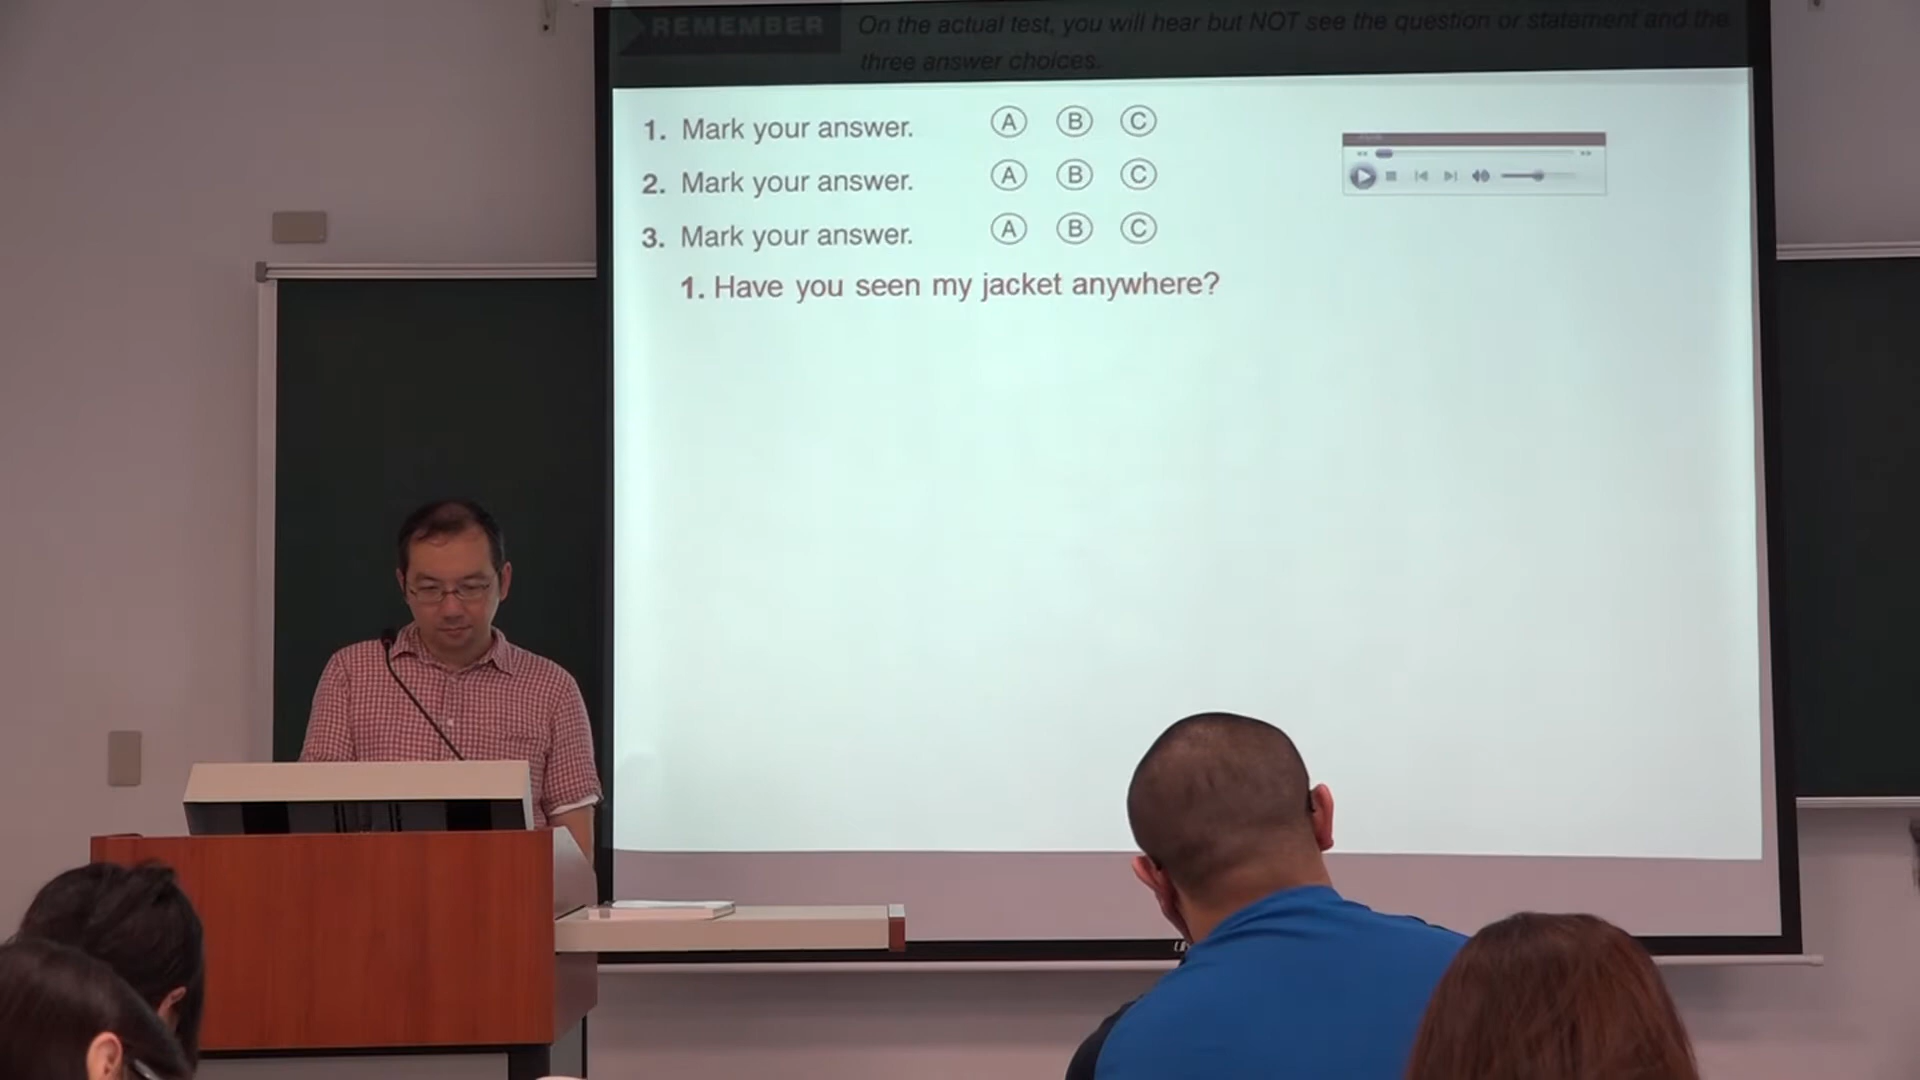 REMEMBER On the actual test, you will hear but NOT see the question or statement and the
three answer choices.
1. Mark your answer. A B C
2. Mark your answer. A B C
3. Mark your answer. A B C
1. Have you seen my jacket anywhere?